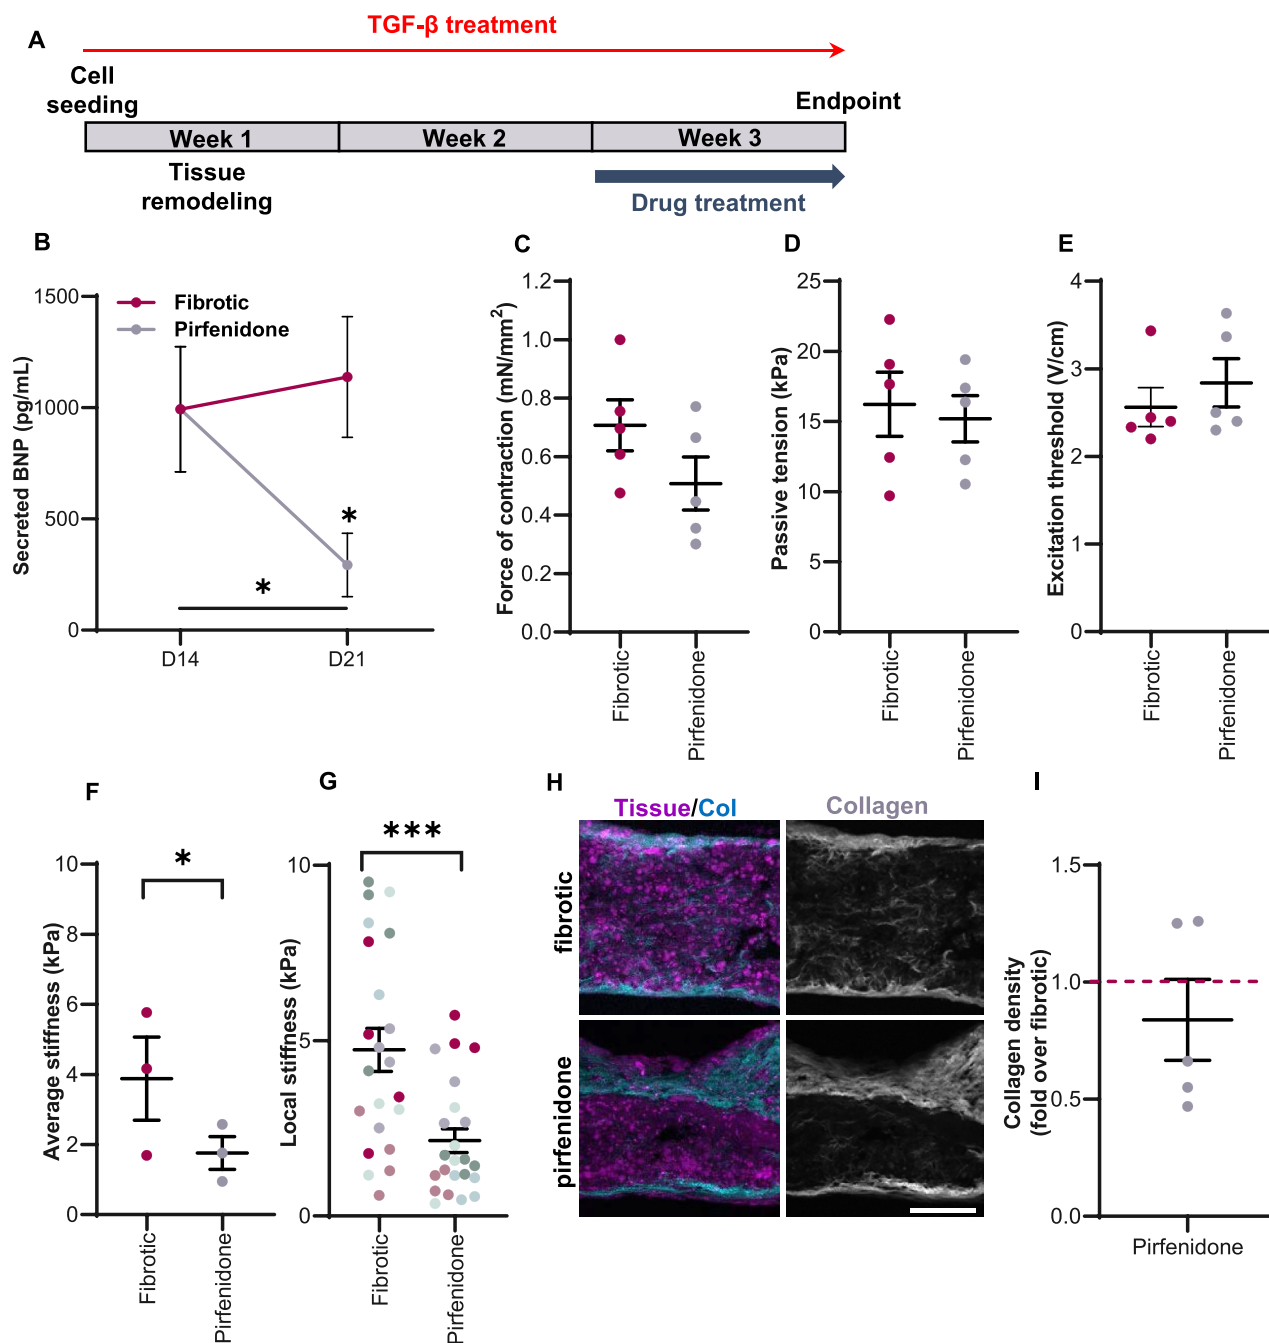 A
TGF-β treatment
Cell
seeding
Endpoint
Week 1
Week 2
Week 3
Tissue
remodeling
Drug treatment
B
Secreted BNP (pg/mL)
1500
1000
500
0
Fibrotic
Pirfenidone
*
*
D14
D21
C
Force of contraction (mN/mm²)
1.2
1.0
0.8
0.6
0.4
0.2
0.0
Fibrotic
Pirfenidone
D
Passive tension (kPa)
25
20
15
10
5
0
Fibrotic
Pirfenidone
E
Excitation threshold (V/cm)
4
3
2
1
0
Fibrotic
Pirfenidone
F
Average stiffness (kPa)
10
8
6
4
2
0
*
Fibrotic
Pirfenidone
G
Local stiffness (kPa)
10
5
0
***
Fibrotic
Pirfenidone
H
Tissue/Col
Collagen
fibrotic
pirfenidone
I
Collagen density
(fold over fibrotic)
1.5
1.0
0.5
0.0
Pirfenidone